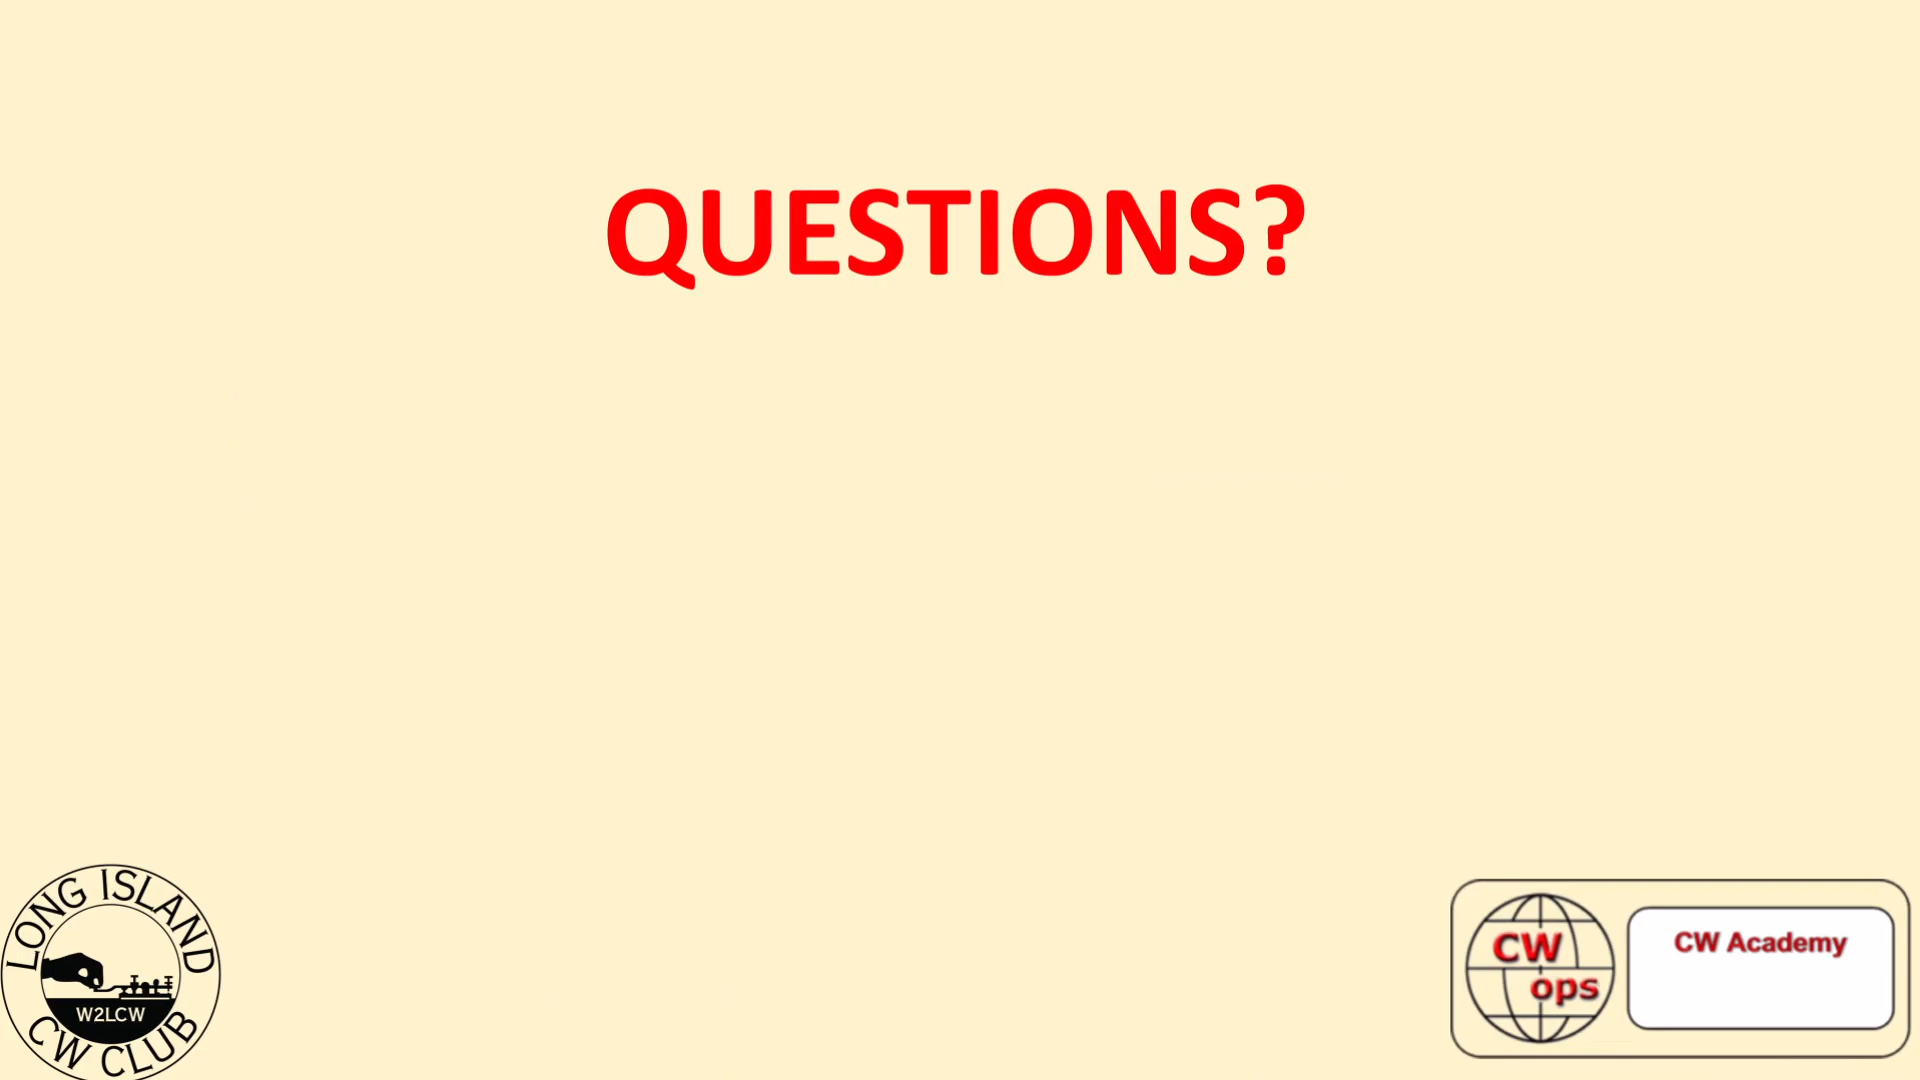 QUESTIONS?
LONG ISLAND
W2LCW
CW CLUB
CW
ops
CW Academy